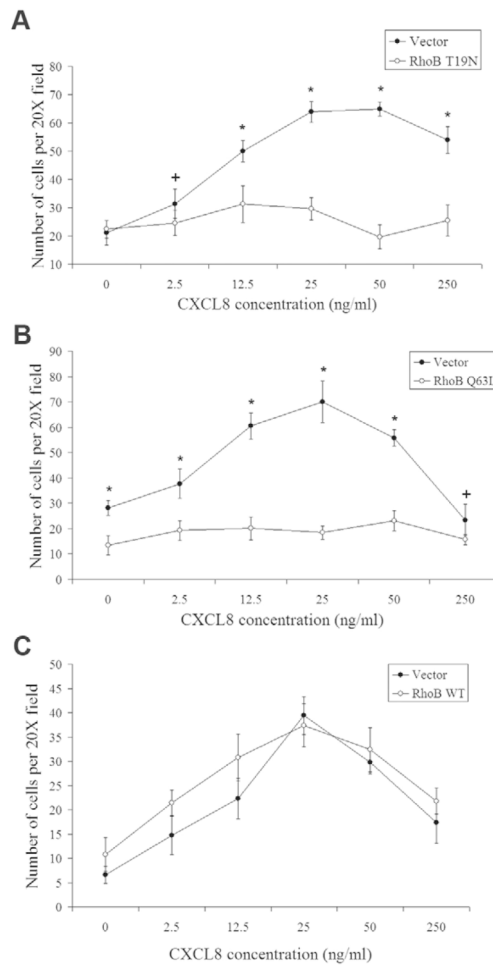 A
Vector
RhoB T19N
Number of cells per 20X field
80
70
60
50
40
30
20
10
0
+
*
*
*
*
0 2.5 12.5 25 50 250
CXCL8 concentration (ng/ml)
B
Vector
RhoB Q63L
Number of cells per 20X field
90
80
70
60
50
40
30
20
10
0
*
*
*
*
*
+
0 2.5 12.5 25 50 250
CXCL8 concentration (ng/ml)
C
Vector
RhoB WT
Number of cells per 20X field
50
45
40
35
30
25
20
15
10
5
0
0 2.5 12.5 25 50 250
CXCL8 concentration (ng/ml)